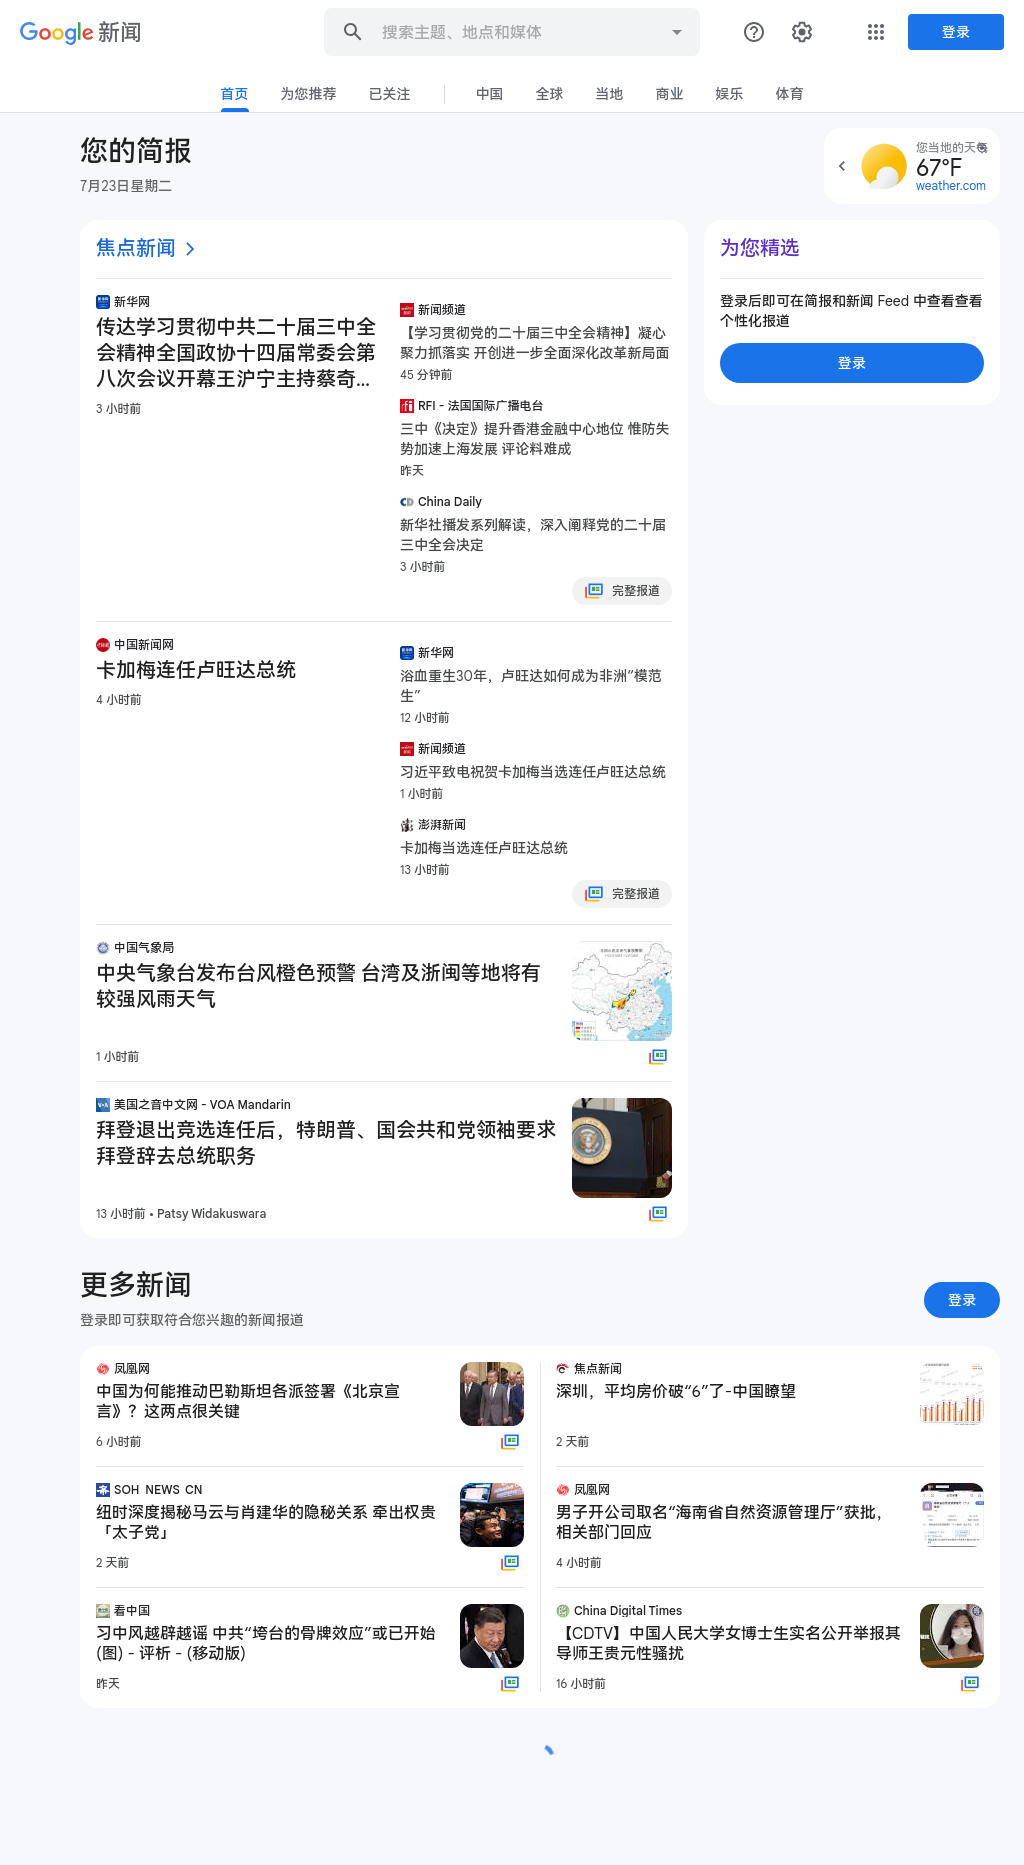 Google 新闻
搜索主题、地点和媒体
登录
首页
为您推荐
已关注
中国
全球
当地
商业
娱乐
体育
您的简报
7月23日星期二
您当地的天气
67°F
weather.com
焦点新闻
新华网
传达学习贯彻中共二十届三中全
会精神全国政协十四届常委会第
八次会议开幕王沪宁主持蔡奇...
3 小时前
新闻频道
【学习贯彻党的二十届三中全会精神】凝心
聚力抓落实 开创进一步全面深化改革新局面
45 分钟前
RFI - 法国国际广播电台
三中《决定》提升香港金融中心地位 惟防失
势加速上海发展 评论料难成
昨天
China Daily
新华社播发系列解读，深入阐释党的二十届
三中全会决定
3 小时前
完整报道
中国新闻网
卡加梅连任卢旺达总统
4 小时前
新华网
浴血重生30年，卢旺达如何成为非洲“模范
生”
12 小时前
新闻频道
习近平致电祝贺卡加梅当选连任卢旺达总统
1 小时前
澎湃新闻
卡加梅当选连任卢旺达总统
13 小时前
完整报道
中国气象局
中央气象台发布台风橙色预警 台湾及浙闽等地将有
较强风雨天气
1 小时前
美国之音中文网 - VOA Mandarin
拜登退出竞选连任后，特朗普、国会共和党领袖要求
拜登辞去总统职务
13 小时前 • Patsy Widakuswara
为您精选
登录后即可在简报和新闻 Feed 中查看查看
个性化报道
登录
更多新闻
登录即可获取符合您兴趣的新闻报道
登录
凤凰网
中国为何能推动巴勒斯坦各派签署《北京宣
言》？这两点很关键
6 小时前
SOH_NEWS_CN
纽时深度揭秘马云与肖建华的隐秘关系 牵出权贵
「太子党」
2 天前
看中国
习中风越辟越谣 中共“垮台的骨牌效应”或已开始
(图) - 评析 - (移动版)
昨天
焦点新闻
深圳，平均房价破“6”了-中国瞭望
2 天前
凤凰网
男子开公司取名“海南省自然资源管理厅”获批，
相关部门回应
4 小时前
China Digital Times
【CDTV】中国人民大学女博士生实名公开举报其
导师王贵元性骚扰
16 小时前